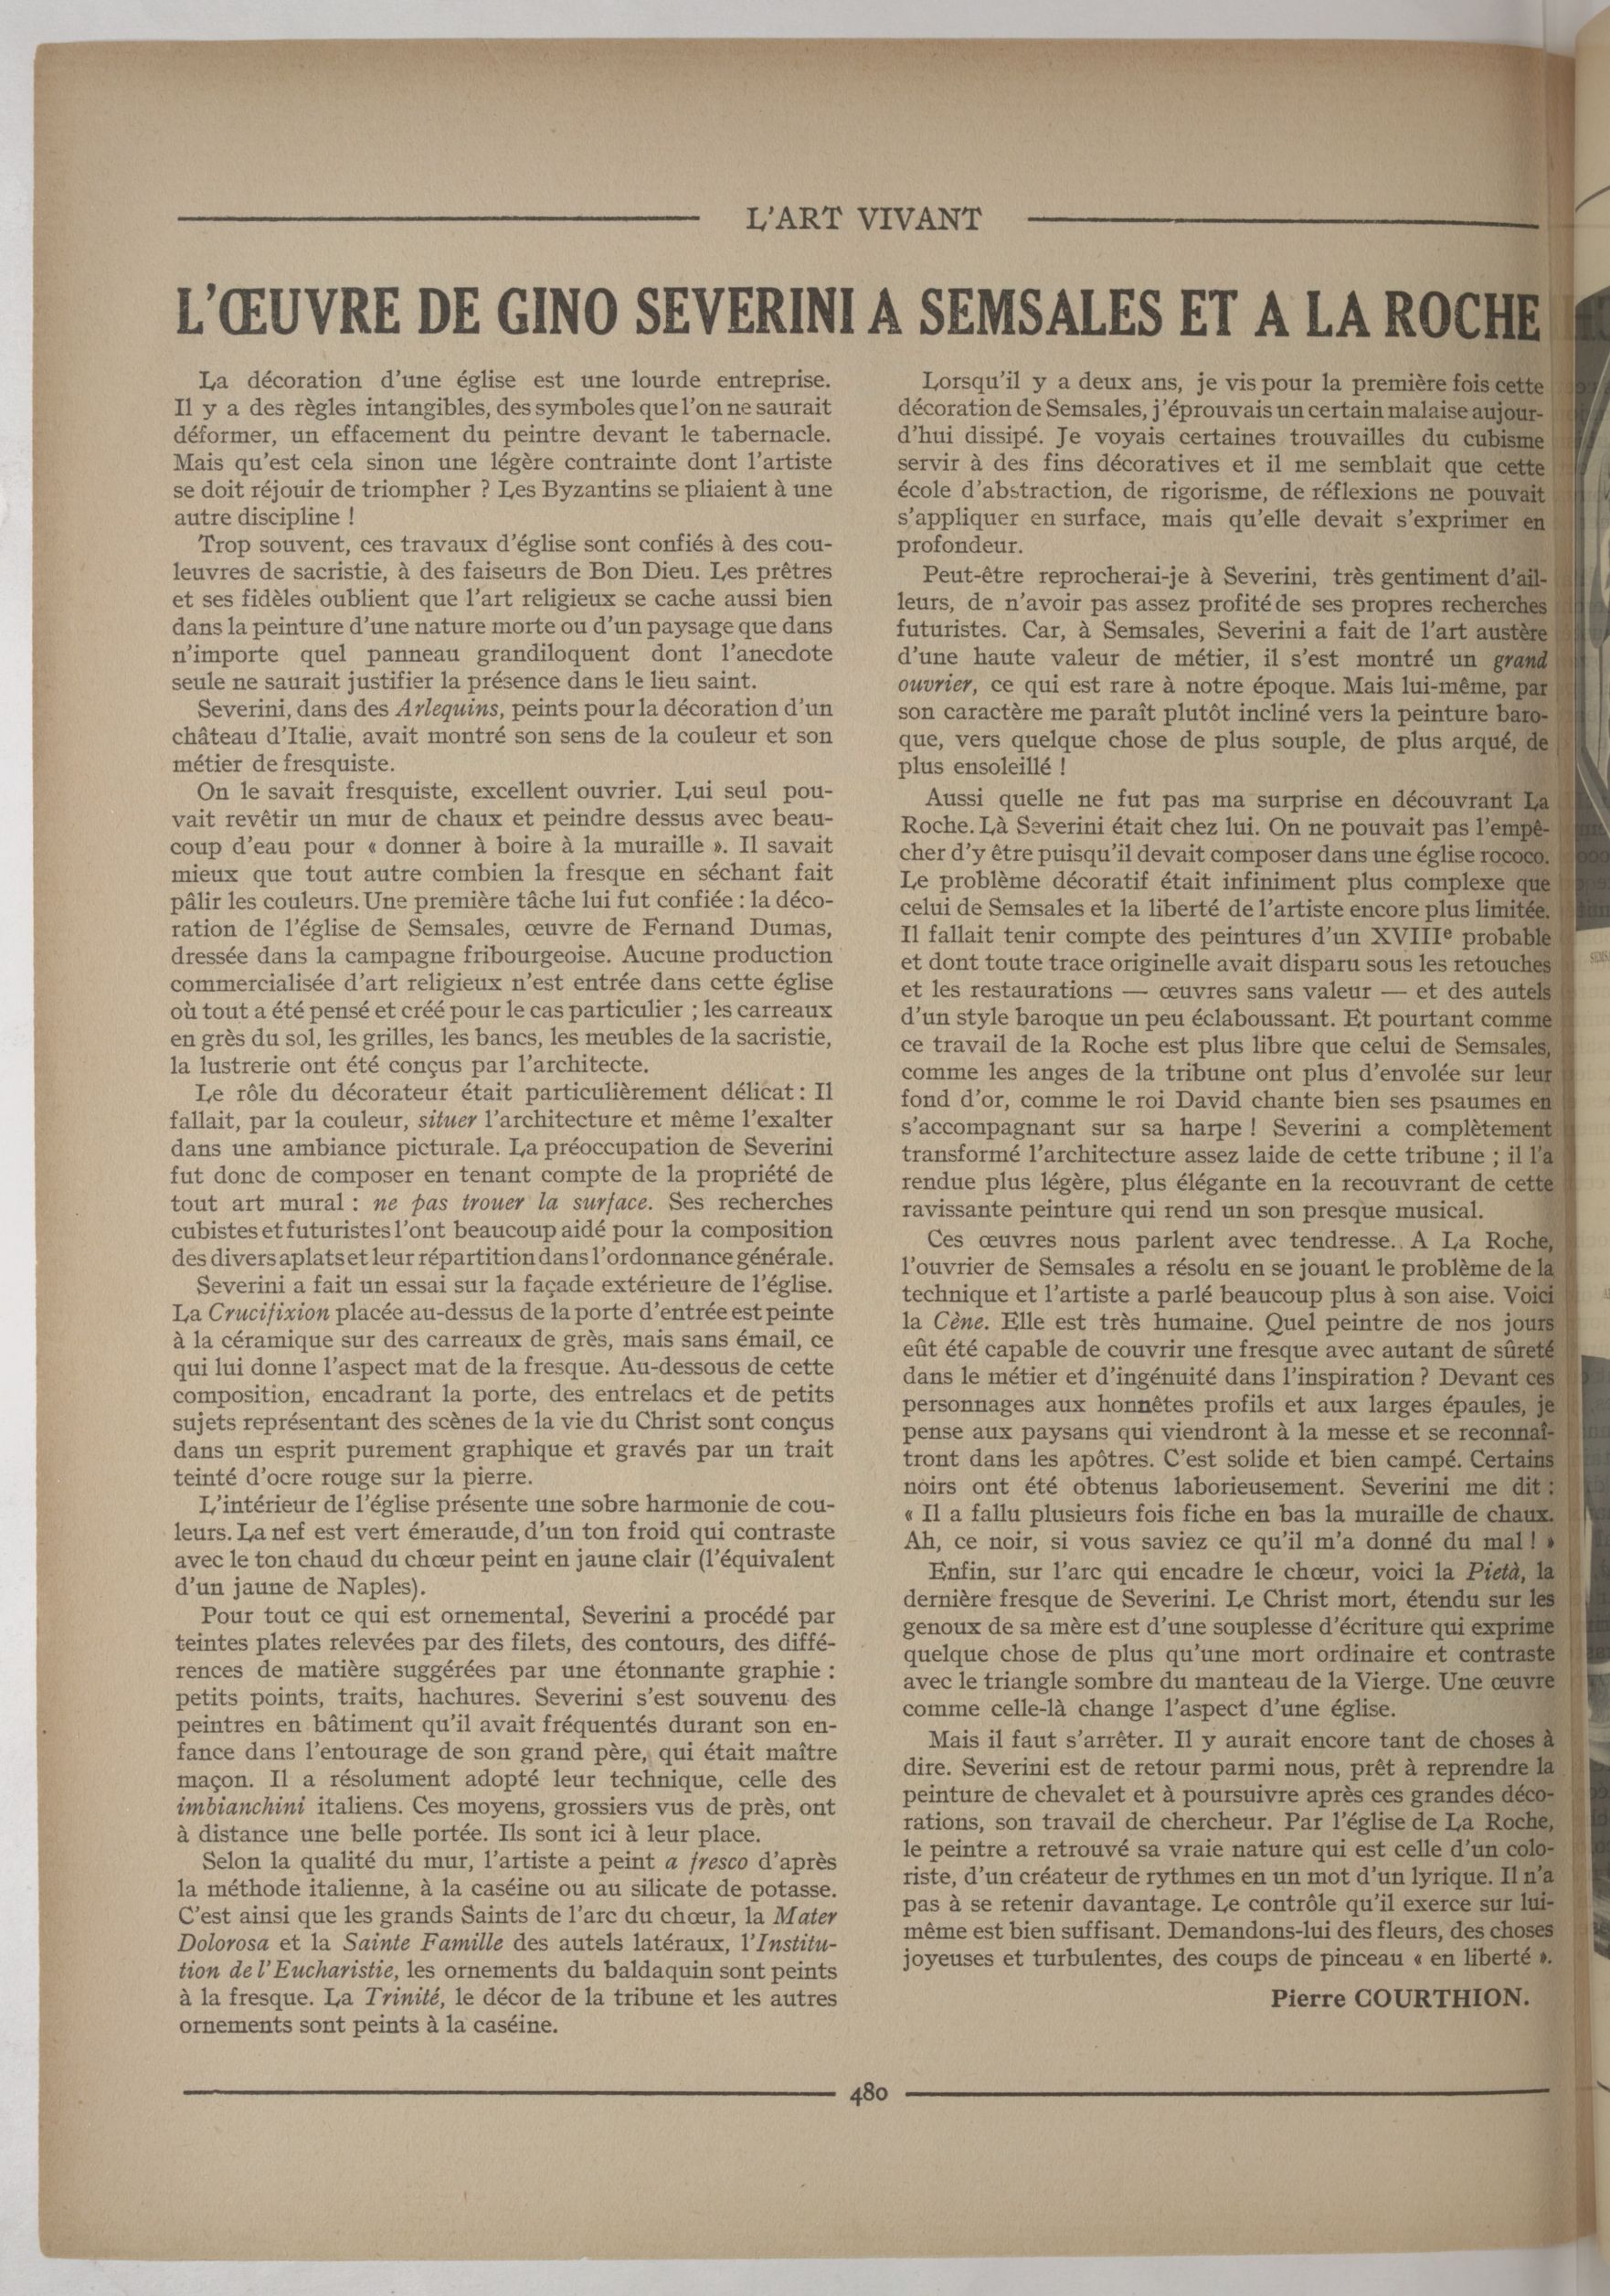 L'ART VIVANT
L'ŒUVRE DE GINO SEVERINI A SEMSALES ET A LA ROCHE
La décoration d'une église est une lourde entreprise.
Il y a des règles intangibles, des symboles que l'on ne saurait
déformer, un effacement du peintre devant le tabernacle.
Mais qu'est cela sinon une légère contrainte dont l'artiste
se doit réjouir de triompher ? Les Byzantins se pliaient à une
autre discipline !
Trop souvent, ces travaux d'église sont confiés à des cou-
leuvres de sacristie, à des faiseurs de Bon Dieu. Les prêtres
et ses fidèles oublient que l'art religieux se cache aussi bien
dans la peinture d'une nature morte ou d'un paysage que dans
n'importe quel panneau grandiloquent dont l'anecdote
seule ne saurait justifier la présence dans le lieu saint.
Severini, dans des Arlequins, peints pour la décoration d'un
château d'Italie, avait montré son sens de la couleur et son
métier de fresquiste.
On le savait fresquiste, excellent ouvrier. Lui seul pou-
vait revêtir un mur de chaux et peindre dessus avec beau-
coup d'eau pour « donner à boire à la muraille ». Il savait
mieux que tout autre combien la fresque en séchant fait
pâlir les couleurs. Une première tâche lui fut confiée : la déco-
ration de l'église de Semsales, œuvre de Fernand Dumas,
dressée dans la campagne fribourgeoise. Aucune production
commercialisée d'art religieux n'est entrée dans cette église
où tout a été pensé et créé pour le cas particulier ; les carreaux
en grès du sol, les grilles, les bancs, les meubles de la sacristie,
la lustrerie ont été conçus par l'architecte.
Le rôle du décorateur était particulièrement délicat : Il
fallait, par la couleur, situer l'architecture et même l'exalter
dans une ambiance picturale. La préoccupation de Severini
fut donc de composer en tenant compte de la propriété de
tout art mural : ne pas trouer la surface. Ses recherches
cubistes et futuristes l'ont beaucoup aidé pour la composition
des divers aplats et leur répartition dans l'ordonnance générale.
Severini a fait un essai sur la façade extérieure de l'église.
La Crucifixion placée au-dessus de la porte d'entrée est peinte
à la céramique sur des carreaux de grès, mais sans émail, ce
qui lui donne l'aspect mat de la fresque. Au-dessous de cette
composition, encadrant la porte, des entrelacs et de petits
sujets représentant des scènes de la vie du Christ sont conçus
dans un esprit purement graphique et gravés par un trait
teinté d'ocre rouge sur la pierre.
L'intérieur de l'église présente une sobre harmonie de cou-
leurs. La nef est vert émeraude, d'un ton froid qui contraste
avec le ton chaud du chœur peint en jaune clair (l'équivalent
d'un jaune de Naples).
Pour tout ce qui est ornemental, Severini a procédé par
teintes plates relevées par des filets, des contours, des diffé-
rences de matière suggérées par une étonnante graphie :
petits points, traits, hachures. Severini s'est souvenu des
peintres en bâtiment qu'il avait fréquentés durant son en-
fance dans l'entourage de son grand père, qui était maître
maçon. Il a résolument adopté leur technique, celle des
imbianchini italiens. Ces moyens, grossiers vus de près, ont
à distance une belle portée. Ils sont ici à leur place.
Selon la qualité du mur, l'artiste a peint a fresco d'après
la méthode italienne, à la caséine ou au silicate de potasse.
C'est ainsi que les grands Saints de l'arc du chœur, la Mater
Dolorosa et la Sainte Famille des autels latéraux, l'Institu-
tion de l'Eucharistie, les ornements du baldaquin sont peints
à la fresque. La Trinité, le décor de la tribune et les autres
ornements sont peints à la caséine.
Lorsqu'il y a deux ans, je vis pour la première fois cette
décoration de Semsales, j'éprouvais un certain malaise aujour-
d'hui dissipé. Je voyais certaines trouvailles du cubisme
servir à des fins décoratives et il me semblait que cette
école d'abstraction, de rigorisme, de réflexions ne pouvait
s'appliquer en surface, mais qu'elle devait s'exprimer en
profondeur.
Peut-être reprocherai-je à Severini, très gentiment d'ail-
leurs, de n'avoir pas assez profité de ses propres recherches
futuristes. Car, à Semsales, Severini a fait de l'art austère
d'une haute valeur de métier, il s'est montré un grand
ouvrier, ce qui est rare à notre époque. Mais lui-même, par
son caractère me paraît plutôt incliné vers la peinture baro-
que, vers quelque chose de plus souple, de plus arqué, de
plus ensoleillé !
Aussi quelle ne fut pas ma surprise en découvrant La
Roche. Là Severini était chez lui. On ne pouvait pas l'empê-
cher d'y être puisqu'il devait composer dans une église rococo.
Le problème décoratif était infiniment plus complexe que
celui de Semsales et la liberté de l'artiste encore plus limitée.
Il fallait tenir compte des peintures d'un XVIIIe probable
et dont toute trace originelle avait disparu sous les retouches
et les restaurations — œuvres sans valeur — et des autels
d'un style baroque un peu éclaboussant. Et pourtant comme
ce travail de la Roche est plus libre que celui de Semsales,
comme les anges de la tribune ont plus d'envolée sur leur
fond d'or, comme le roi David chante bien ses psaumes en
s'accompagnant sur sa harpe ! Severini a complètement
transformé l'architecture assez laide de cette tribune ; il l'a
rendue plus légère, plus élégante en la recouvrant de cette
ravissante peinture qui rend un son presque musical.
Ces œuvres nous parlent avec tendresse. A La Roche,
l'ouvrier de Semsales a résolu en se jouant le problème de la
technique et l'artiste a parlé beaucoup plus à son aise. Voici
la Cène. Elle est très humaine. Quel peintre de nos jours
eût été capable de couvrir une fresque avec autant de sûreté
dans le métier et d'ingénuité dans l'inspiration ? Devant ces
personnages aux honnêtes profils et aux larges épaules, je
pense aux paysans qui viendront à la messe et se reconnaî-
tront dans les apôtres. C'est solide et bien campé. Certains
noirs ont été obtenus laborieusement. Severini me dit :
« Il a fallu plusieurs fois fiche en bas la muraille de chaux.
Ah, ce noir, si vous saviez ce qu'il m'a donné du mal ! »
Enfin, sur l'arc qui encadre le chœur, voici la Pietà, la
dernière fresque de Severini. Le Christ mort, étendu sur les
genoux de sa mère est d'une souplesse d'écriture qui exprime
quelque chose de plus qu'une mort ordinaire et contraste
avec le triangle sombre du manteau de la Vierge. Une œuvre
comme celle-là change l'aspect d'une église.
Mais il faut s'arrêter. Il y aurait encore tant de choses à
dire. Severini est de retour parmi nous, prêt à reprendre la
peinture de chevalet et à poursuivre après ces grandes déco-
rations, son travail de chercheur. Par l'église de La Roche,
le peintre a retrouvé sa vraie nature qui est celle d'un colo-
riste, d'un créateur de rythmes en un mot d'un lyrique. Il n'a
pas à se retenir davantage. Le contrôle qu'il exerce sur lui-
même est bien suffisant. Demandons-lui des fleurs, des choses
joyeuses et turbulentes, des coups de pinceau « en liberté ».
Pierre COURTHION.
480